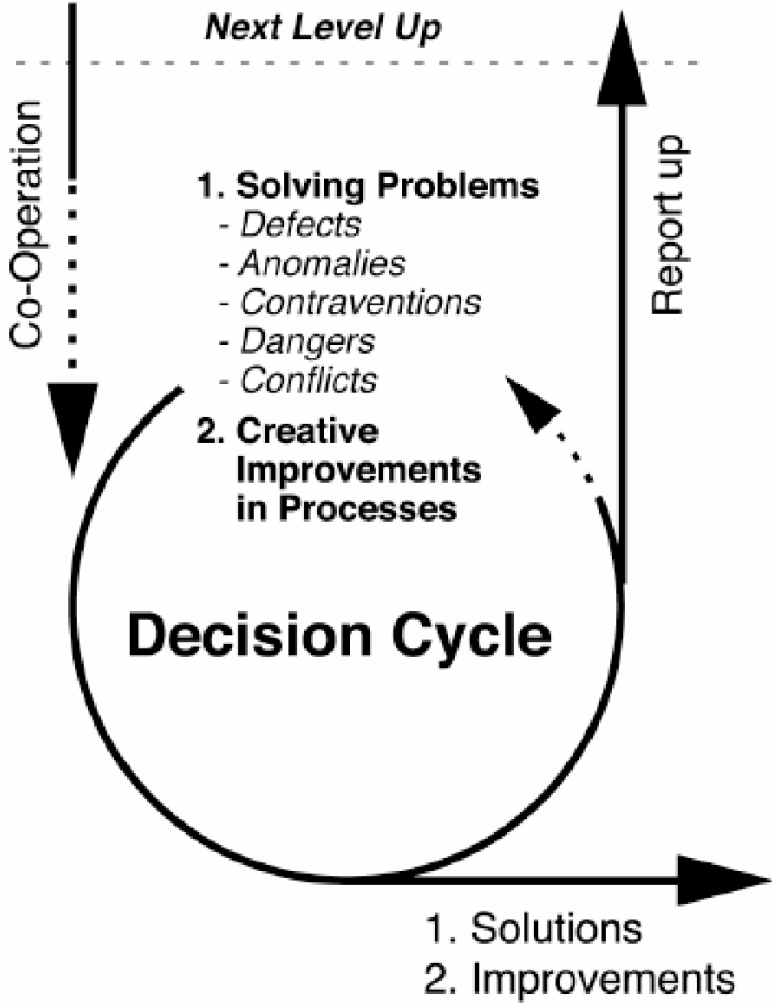 Next Level Up
Co-Operation
Report up
1. Solving Problems
- Defects
- Anomalies
- Contraventions
- Dangers
- Conflicts
2. Creative
Improvements
in Processes
Decision Cycle
1. Solutions
2. Improvements